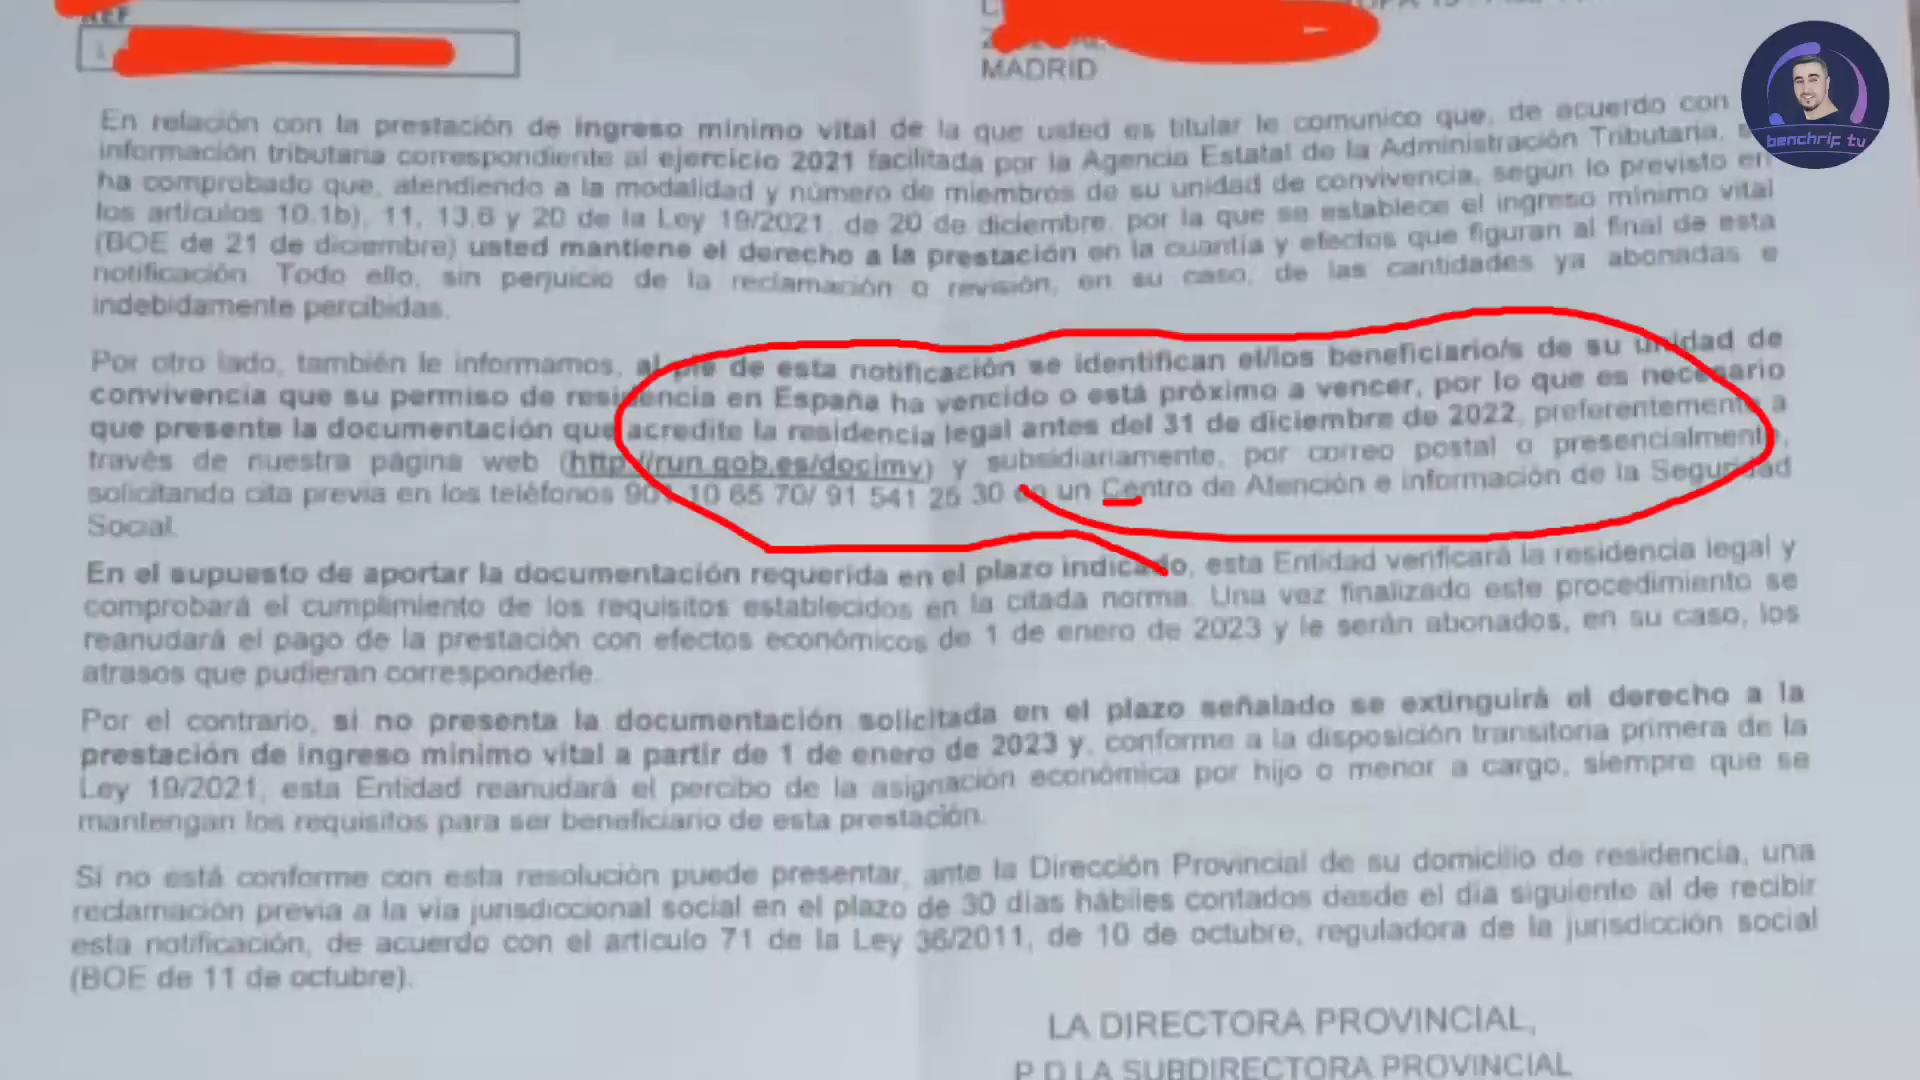 REF
MADRID
benchrif tv
En relación con la prestación de ingreso mínimo vital de la que usted es titular le comunico que, de acuerdo con
información tributaria correspondiente al ejercicio 2021 facilitada por la Agencia Estatal de la Administración Tributaria,
ha comprobado que, atendiendo a la modalidad y número de miembros de su unidad de convivencia, según lo previsto en
los artículos 10.1b), 11, 13,6 y 20 de la Ley 19/2021, de 20 de diciembre, por la que se establece el ingreso mínimo vital
(BOE de 21 de diciembre) usted mantiene el derecho a la prestación en la cuantía y efectos que figuran al final de esta
notificación. Todo ello, sin perjuicio de la reclamación o revisión, en su caso, de las cantidades ya abonadas e
indebidamente percibidas.
Por otro lado, también le informamos, al pie de esta notificación se identifican el/los beneficiario/s de su unidad de
convivencia que su permiso de residencia en España ha vencido o está próximo a vencer, por lo que es necesario
que presente la documentación que acredite la residencia legal antes del 31 de diciembre de 2022, preferentemente a
través de nuestra página web (http://run.gob.es/docimv) y subsidiariamente, por correo postal o presencialmente,
solicitando cita previa en los teléfonos 901 10 65 70/ 91 541 25 30 en un Centro de Atención e información de la Seguridad
Social.
En el supuesto de aportar la documentación requerida en el plazo indicado, esta Entidad verificará la residencia legal y
comprobará el cumplimiento de los requisitos establecidos en la citada norma. Una vez finalizado este procedimiento se
reanudará el pago de la prestación con efectos económicos de 1 de enero de 2023 y le serán abonados, en su caso, los
atrasos que pudieran corresponderle.
Por el contrario, si no presenta la documentación solicitada en el plazo señalado se extinguirá el derecho a la
prestación de ingreso mínimo vital a partir de 1 de enero de 2023 y, conforme a la disposición transitoria primera de la
Ley 19/2021, esta Entidad reanudará el percibo de la asignación económica por hijo o menor a cargo, siempre que se
mantengan los requisitos para ser beneficiario de esta prestación.
Si no está conforme con esta resolución puede presentar, ante la Dirección Provincial de su domicilio de residencia, una
reclamación previa a la vía jurisdiccional social en el plazo de 30 días hábiles contados desde el día siguiente al de recibir
esta notificación, de acuerdo con el artículo 71 de la Ley 36/2011, de 10 de octubre, reguladora de la jurisdicción social
(BOE de 11 de octubre).
LA DIRECTORA PROVINCIAL,
P.D LA SUBDIRECTORA PROVINCIAL